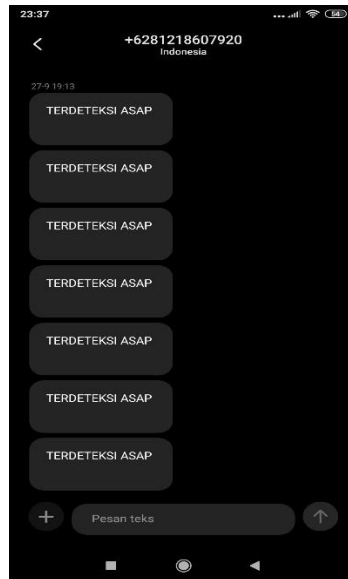 23:37
54
+6281218607920
Indonesia
27-9 19:13
TERDETEKSI ASAP
TERDETEKSI ASAP
TERDETEKSI ASAP
TERDETEKSI ASAP
TERDETEKSI ASAP
TERDETEKSI ASAP
TERDETEKSI ASAP
Pesan teks